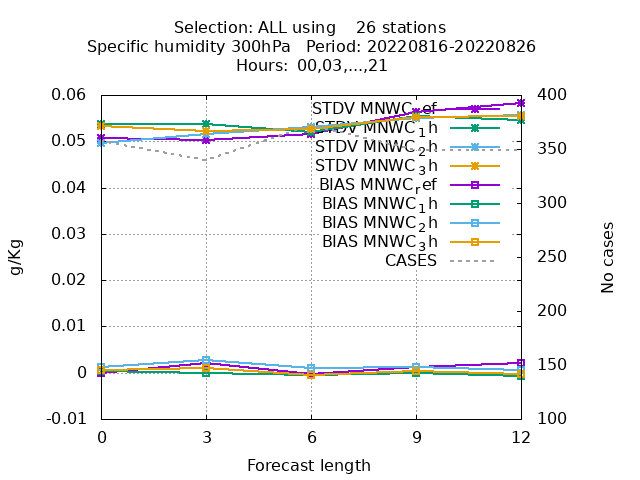 Selection: ALL using 26 stations
Specific humidity 300hPa Period: 20220816-20220826
Hours: 00,03,...,21
0.06
0.05
0.04
0.03
0.02
0.01
0
-0.01
g/Kg
400
350
300
250
200
150
100
No cases
STDV MNWC_ref
STDV MNWC_1h
STDV MNWC_2h
STDV MNWC_3h
BIAS MNWC_ref
BIAS MNWC_1h
BIAS MNWC_2h
BIAS MNWC_3h
CASES
0 3 6 9 12
Forecast length